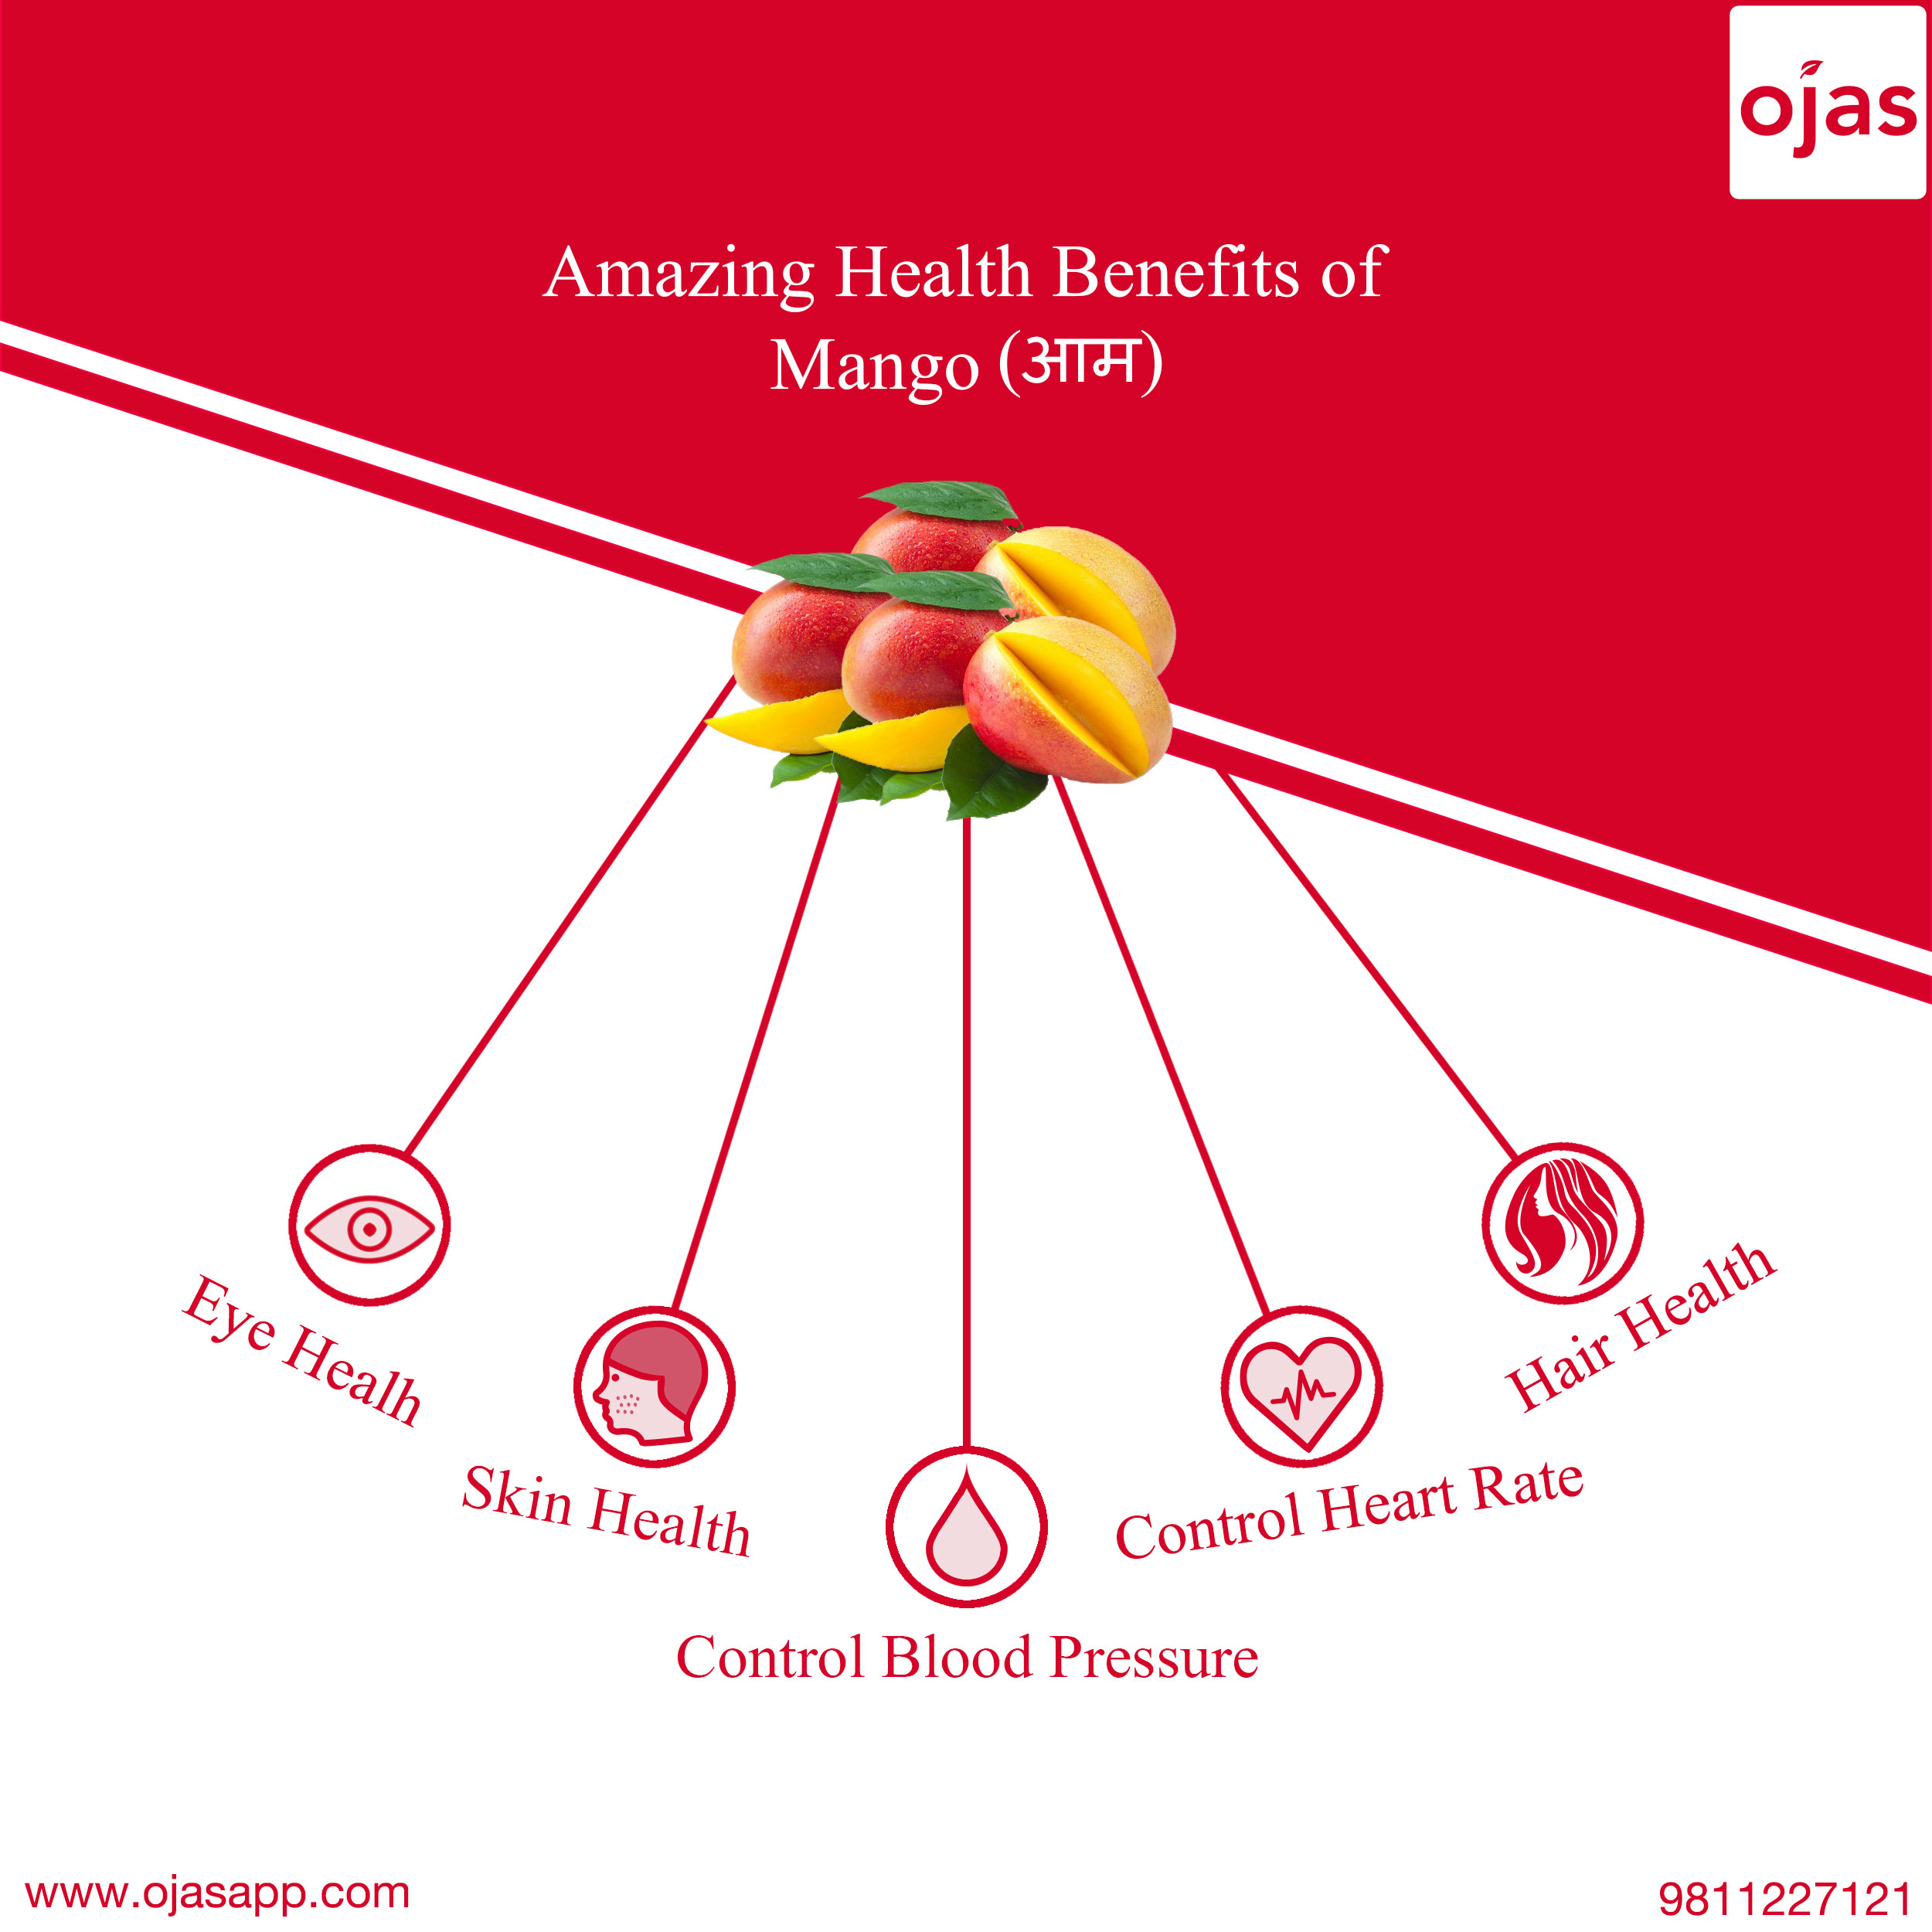 ojas
Amazing Health Benefits of
Mango (आम)
Eye Healh
Skin Health
Control Blood Pressure
Control Heart Rate
Hair Health
www.ojasapp.com
9811227121